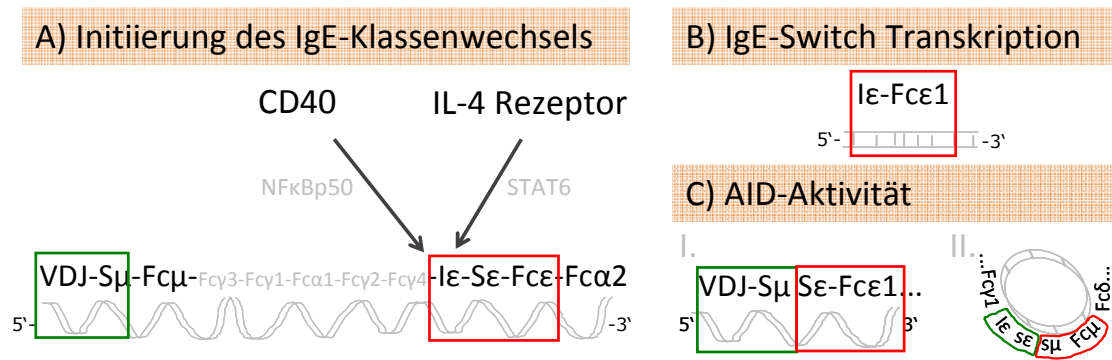 A) Initiierung des IgE-Klassenwechsels
CD40
IL-4 Rezeptor
NFκBp50
STAT6
VDJ-Sμ-Fcμ-Fcγ3-Fcγ1-Fcα1-Fcγ2-Fcγ4-Iε-Sε-Fcε-Fcα2
5‘- -3‘
B) IgE-Switch Transkription
Iε-Fcε1
5‘- -3‘
C) AID-Aktivität
I.
VDJ-Sμ Sε-Fcε1...
5‘ 3‘
II.
...Fcγ1 Iε sε sμ Fcμ Fcδ...